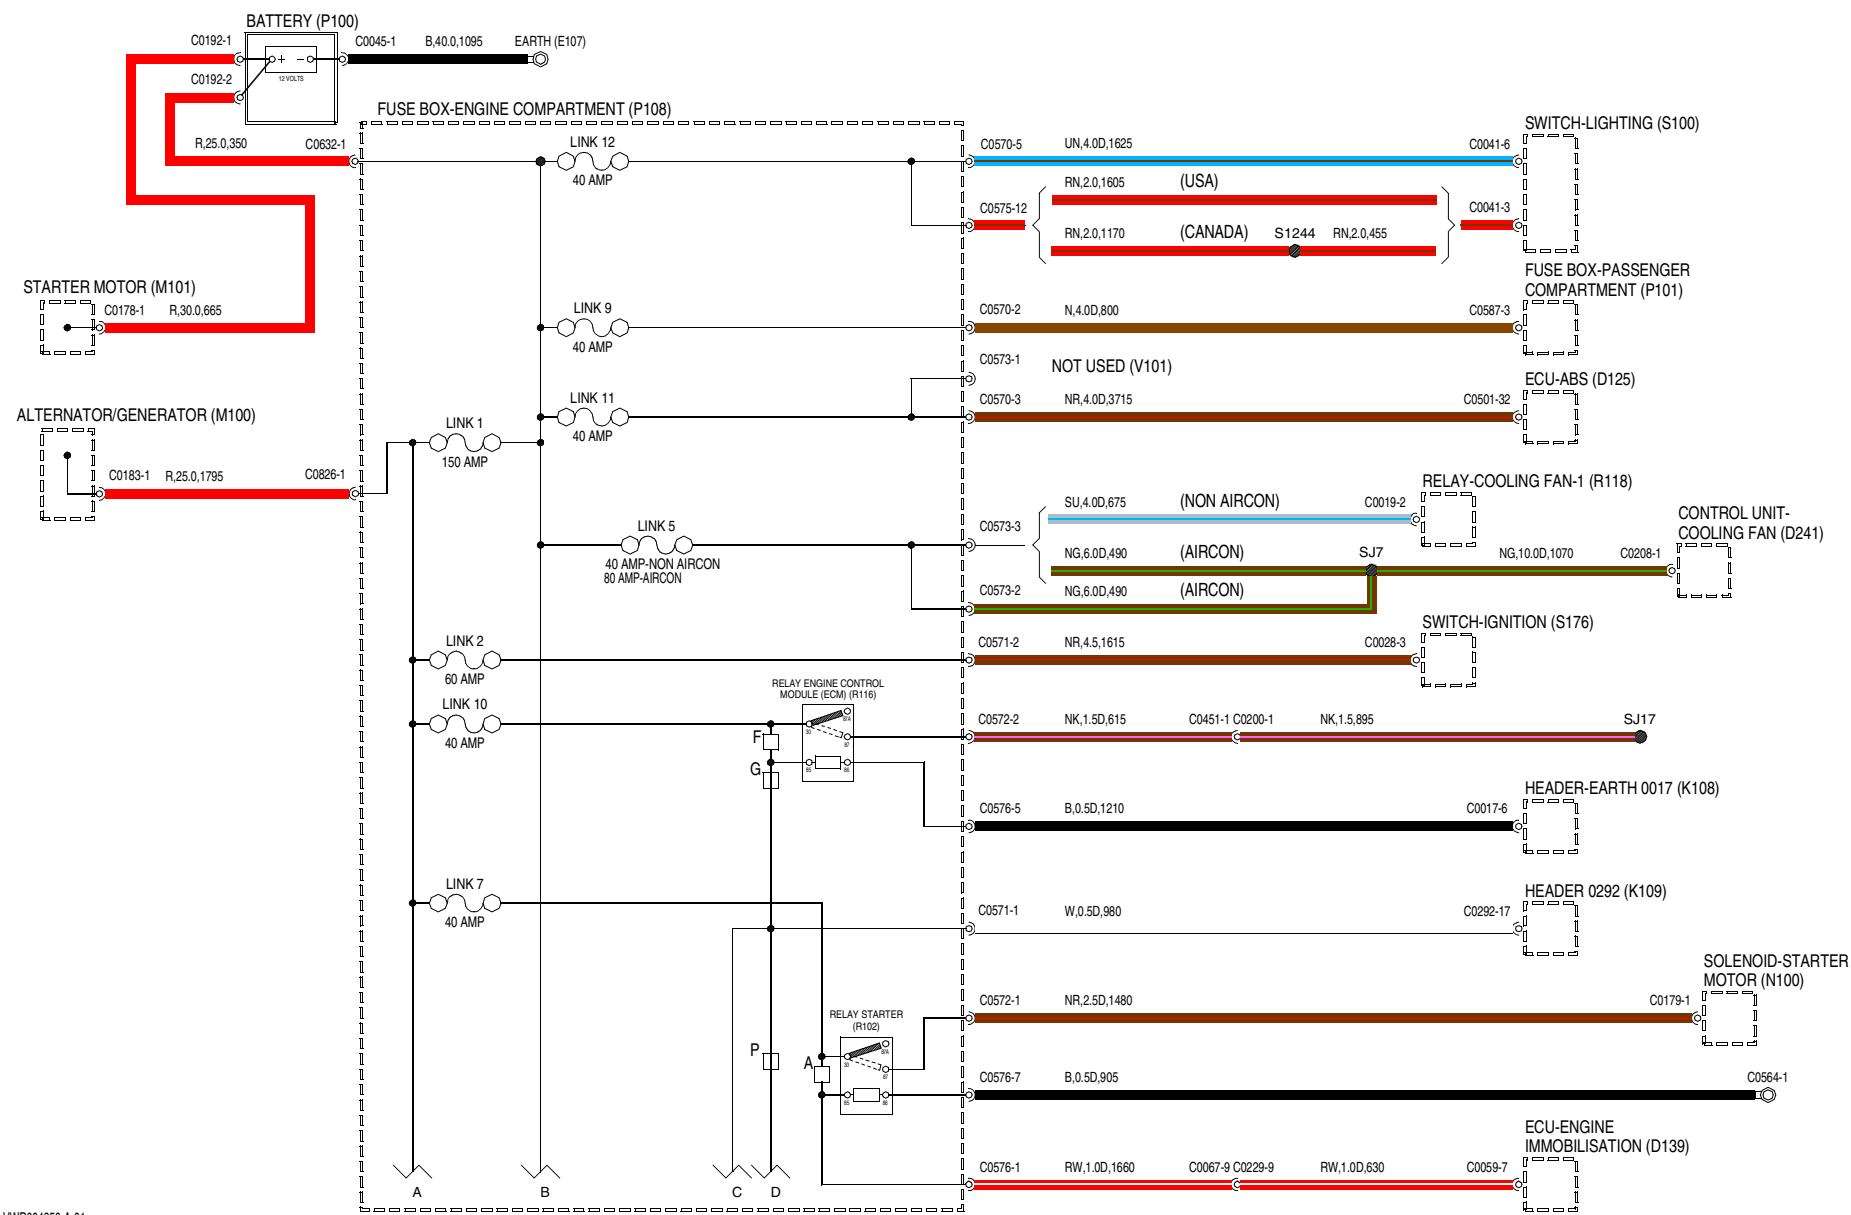 BATTERY (P100)
C0192-1
C0045-1
B,40.0,1095
EARTH (E107)
+ −
12 VOLTS
C0192-2
FUSE BOX-ENGINE COMPARTMENT (P108)
R,25.0,350
C0632-1
LINK 12
40 AMP
C0570-5
UN,4.0D,1625
C0041-6
SWITCH-LIGHTING (S100)
RN,2.0,1605
(USA)
C0575-12
C0041-3
RN,2.0,1170
(CANADA)
S1244
RN,2.0,455
STARTER MOTOR (M101)
C0178-1
R,30.0,665
LINK 9
40 AMP
C0570-2
N,4.0D,800
C0587-3
FUSE BOX-PASSENGER
COMPARTMENT (P101)
C0573-1
NOT USED (V101)
LINK 11
40 AMP
C0570-3
NR,4.0D,3715
C0501-32
ECU-ABS (D125)
ALTERNATOR/GENERATOR (M100)
C0183-1
R,25.0,1795
C0826-1
LINK 1
150 AMP
SU,4.0D,675
(NON AIRCON)
C0019-2
RELAY-COOLING FAN-1 (R118)
LINK 5
40 AMP-NON AIRCON
80 AMP-AIRCON
C0573-3
NG,6.0D,490
(AIRCON)
SJ7
NG,10.0D,1070
C0208-1
CONTROL UNIT-
COOLING FAN (D241)
C0573-2
NG,6.0D,490
(AIRCON)
LINK 2
60 AMP
C0571-2
NR,4.5,1615
C0028-3
SWITCH-IGNITION (S176)
LINK 10
40 AMP
RELAY ENGINE CONTROL
MODULE (ECM) (R116)
87A
30
87
85
86
F
G
C0572-2
NK,1.5D,615
C0451-1 C0200-1
NK,1.5,895
SJ17
C0576-5
B,0.5D,1210
C0017-6
HEADER-EARTH 0017 (K108)
LINK 7
40 AMP
C0571-1
W,0.5D,980
C0292-17
HEADER 0292 (K109)
C0572-1
NR,2.5D,1480
C0179-1
SOLENOID-STARTER
MOTOR (N100)
RELAY STARTER
(R102)
87A
30
87
85
86
P
A
C0576-7
B,0.5D,905
C0564-1
C0576-1
RW,1.0D,1660
C0067-9 C0229-9
RW,1.0D,630
C0059-7
ECU-ENGINE
IMMOBILISATION (D139)
A
B
C
D